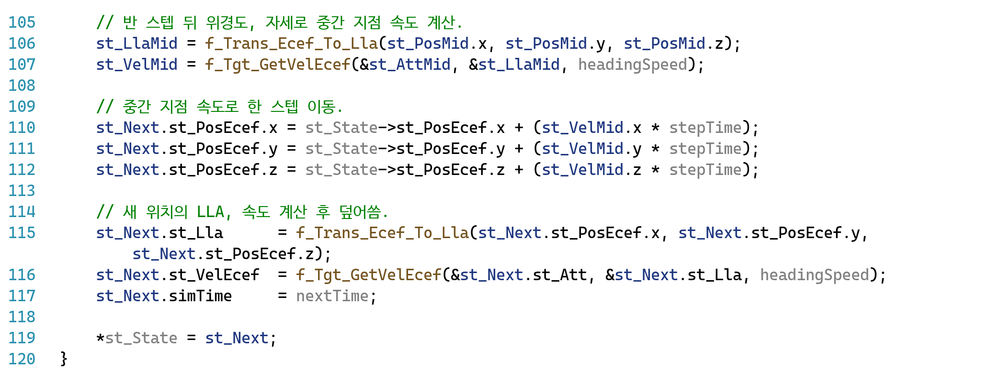 105 // 반 스텝 뒤 위경도, 자세로 중간 지점 속도 계산.
106 st_LlaMid = f_Trans_Ecef_To_Lla(st_PosMid.x, st_PosMid.y, st_PosMid.z);
107 st_VelMid = f_Tgt_GetVelEcef(&st_AttMid, &st_LlaMid, headingSpeed);
108
109 // 중간 지점 속도로 한 스텝 이동.
110 st_Next.st_PosEcef.x = st_State->st_PosEcef.x + (st_VelMid.x * stepTime);
111 st_Next.st_PosEcef.y = st_State->st_PosEcef.y + (st_VelMid.y * stepTime);
112 st_Next.st_PosEcef.z = st_State->st_PosEcef.z + (st_VelMid.z * stepTime);
113
114 // 새 위치의 LLA, 속도 계산 후 덮어씀.
115 st_Next.st_Lla      = f_Trans_Ecef_To_Lla(st_Next.st_PosEcef.x, st_Next.st_PosEcef.y,
st_Next.st_PosEcef.z);
116 st_Next.st_VelEcef  = f_Tgt_GetVelEcef(&st_Next.st_Att, &st_Next.st_Lla, headingSpeed);
117 st_Next.simTime     = nextTime;
118
119 *st_State = st_Next;
120 }